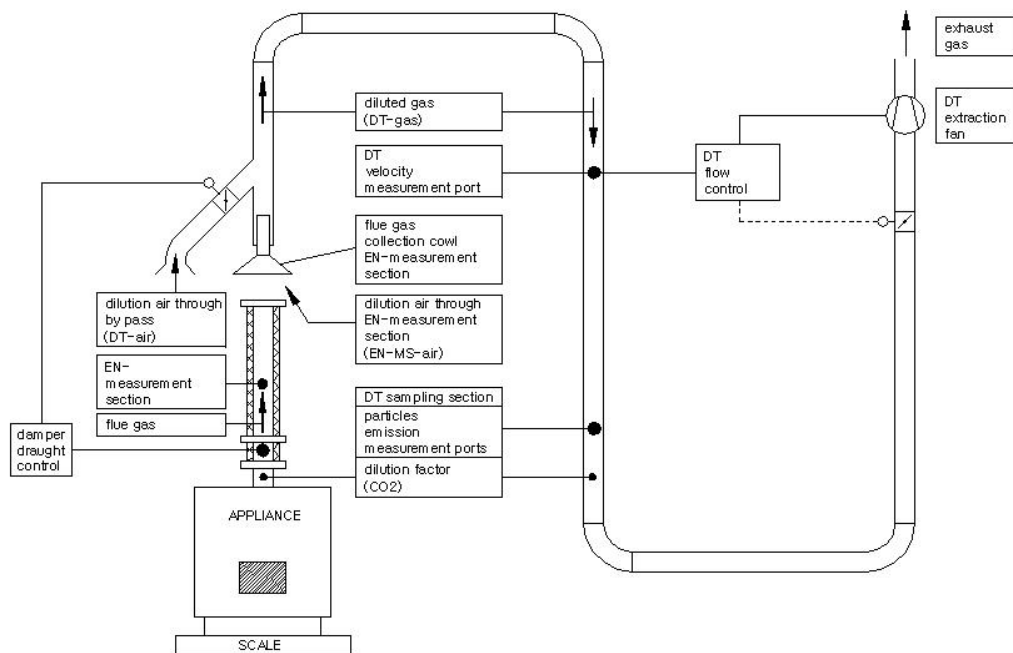 exhaust
gas
DT
extraction
fan
diluted gas
(DT-gas)
DT
velocity
measurement port
DT
flow
control
flue gas
collection cowl
EN-measurement
section
dilution air through
by pass
(DT-air)
dilution air through
EN-measurement
section
(EN-MS-air)
EN-
measurement
section
flue gas
damper
draught
control
DT sampling section
particles
emission
measurement ports
dilution factor
(CO2)
APPLIANCE
SCALE